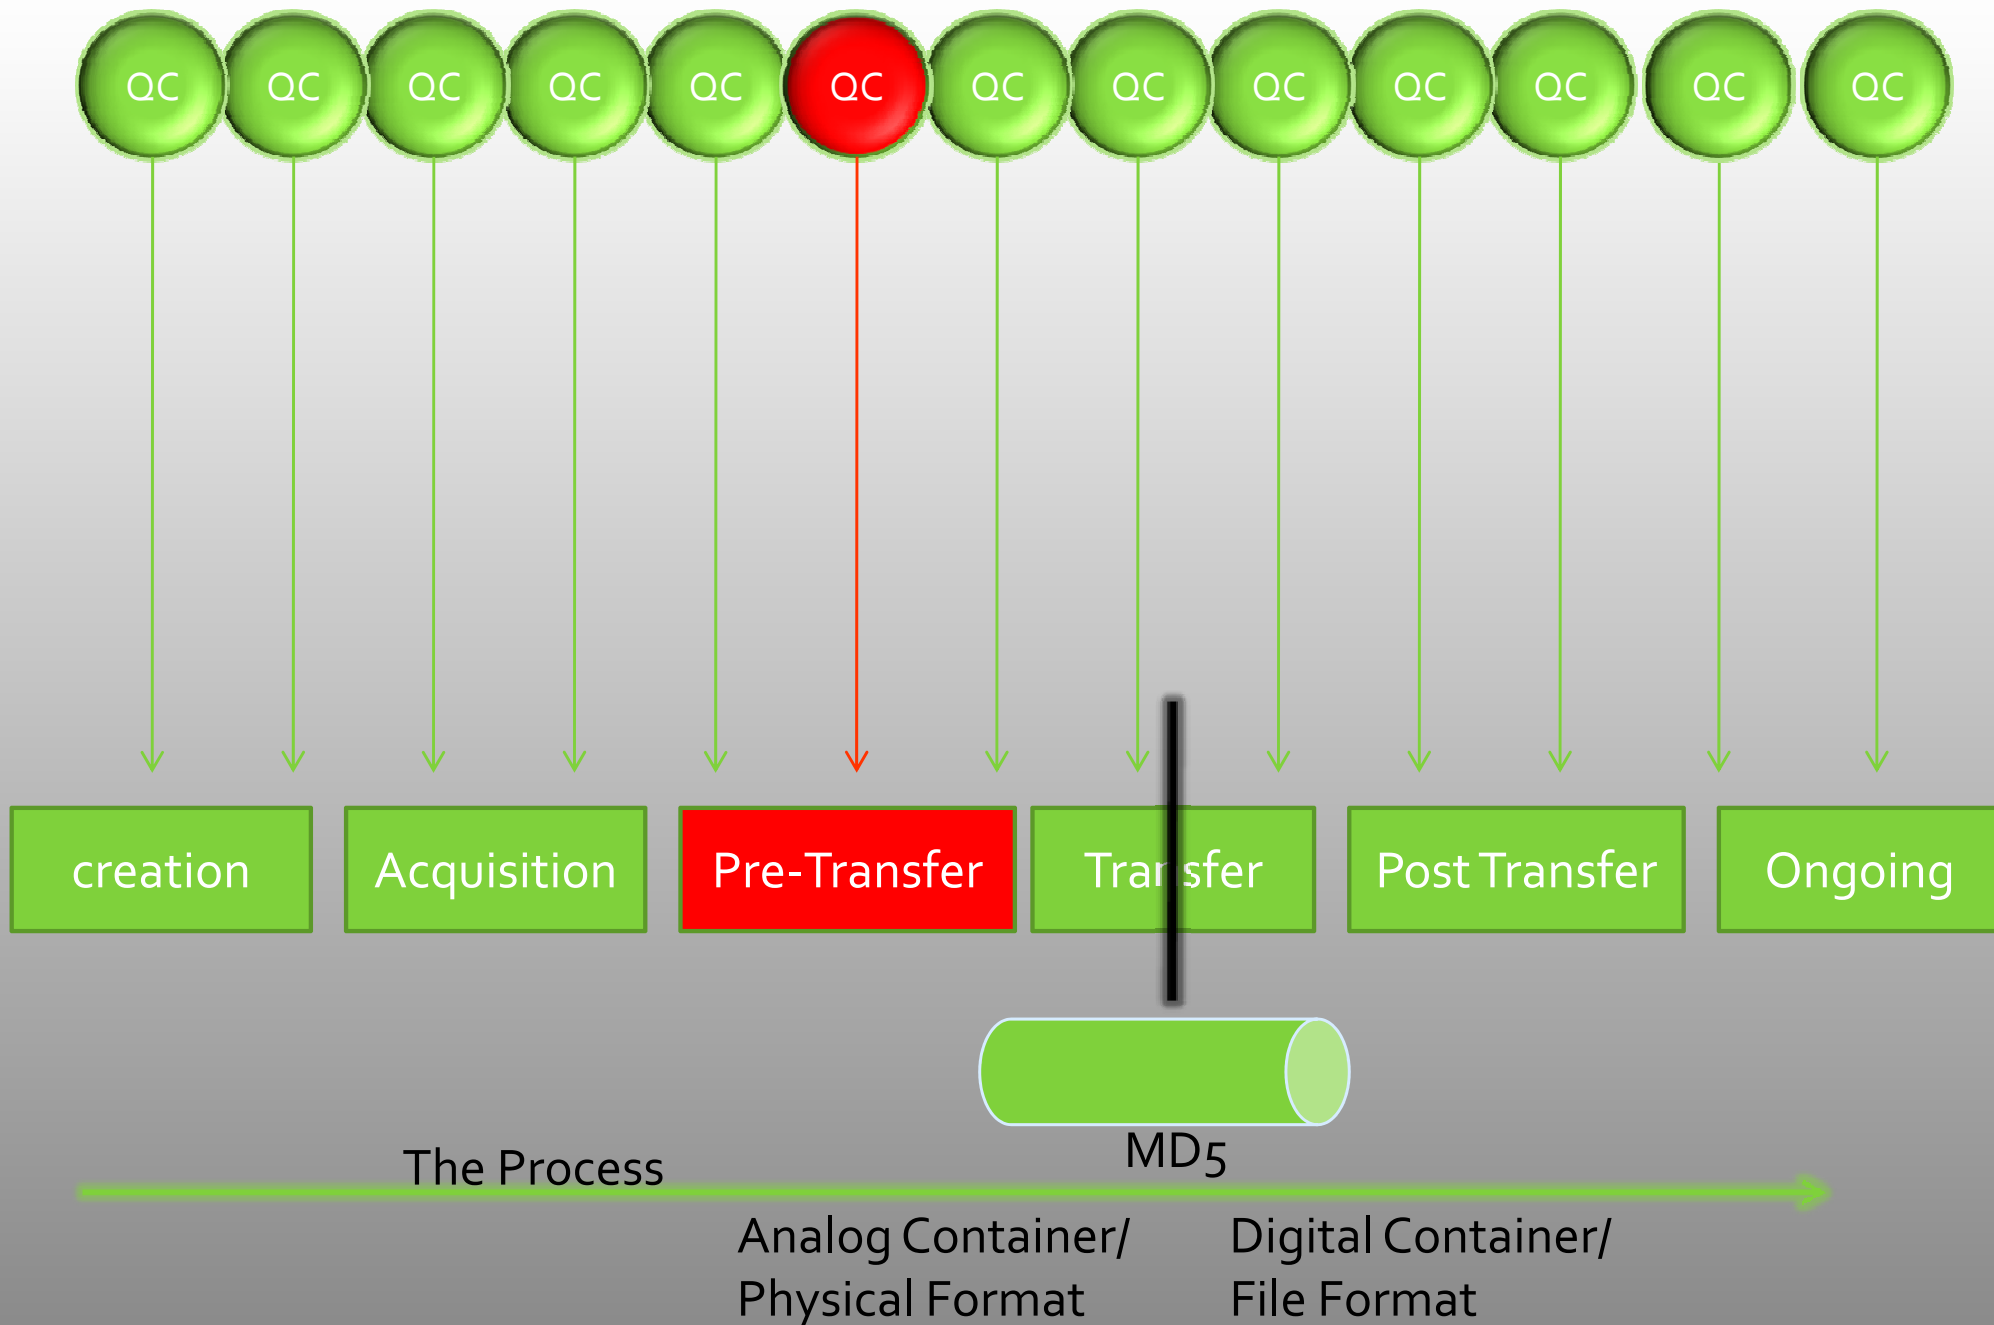 QC QC QC QC QC QC QC QC QC QC QC QC QC
creation Acquisition Pre-Transfer Transfer Post Transfer Ongoing
MD5
The Process
Analog Container/
Physical Format
Digital Container/
File Format